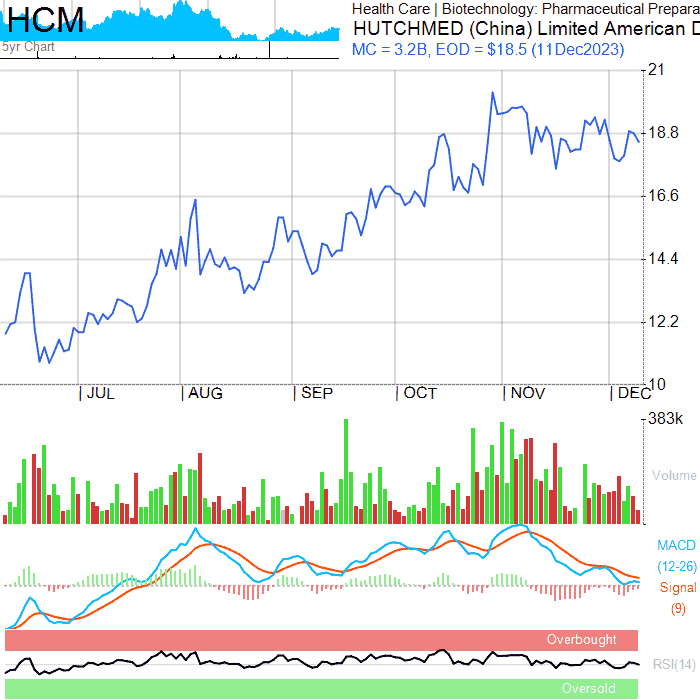 HCM
Health Care | Biotechnology: Pharmaceutical Prepara
HUTCHMED (China) Limited American D
MC = 3.2B, EOD = $18.5 (11Dec2023)
5yr Chart
21
18.8
16.6
14.4
12.2
10
| JUL | AUG | SEP | OCT | NOV | DEC
383k
Volume
MACD
(12-26)
Signal
(9)
Overbought
RSI(14)
Oversold